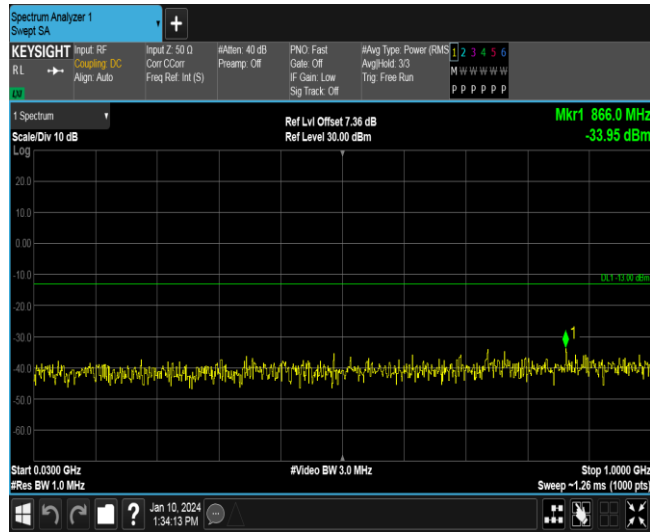 Spectrum Analyzer 1
Swept SA
+
KEYSIGHT
RL
LXI
Input: RF
Coupling: DC
Align: Auto
Input Z: 50 Ω
Corr CCorr
Freq Ref: Int (S)
#Atten: 40 dB
Preamp: Off
PNO: Fast
Gate: Off
IF Gain: Low
Sig Track: Off
#Avg Type: Power (RMS
Avg|Hold: 3/3
Trig: Free Run
1 2 3 4 5 6
M W W W W W
P P P P P P
1 Spectrum
Scale/Div 10 dB
Ref Lvl Offset 7.36 dB
Ref Level 30.00 dBm
Mkr1 866.0 MHz
-33.95 dBm
Log
20.0
10.0
0.00
-10.0
DL1 -13.00 dBm
-20.0
-30.0
1
-40.0
-50.0
-60.0
Start 0.0300 GHz
#Res BW 1.0 MHz
#Video BW 3.0 MHz
Stop 1.0000 GHz
Sweep ~1.26 ms (1000 pts)
?
Jan 10, 2024
1:34:13 PM